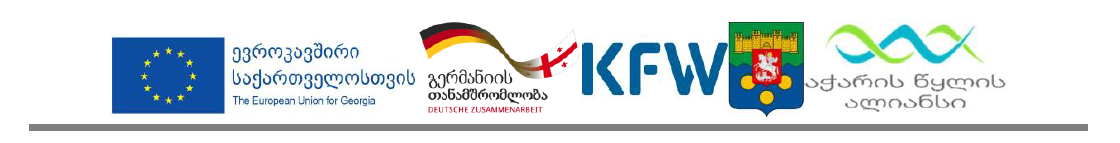 ევროკავშირი
საქართველოსთვის
The European Union for Georgia
გერმანიის
თანამშრომლობა
DEUTSCHE ZUSAMMENARBEIT
KFW
აჭარის წყლის
ალიანსი